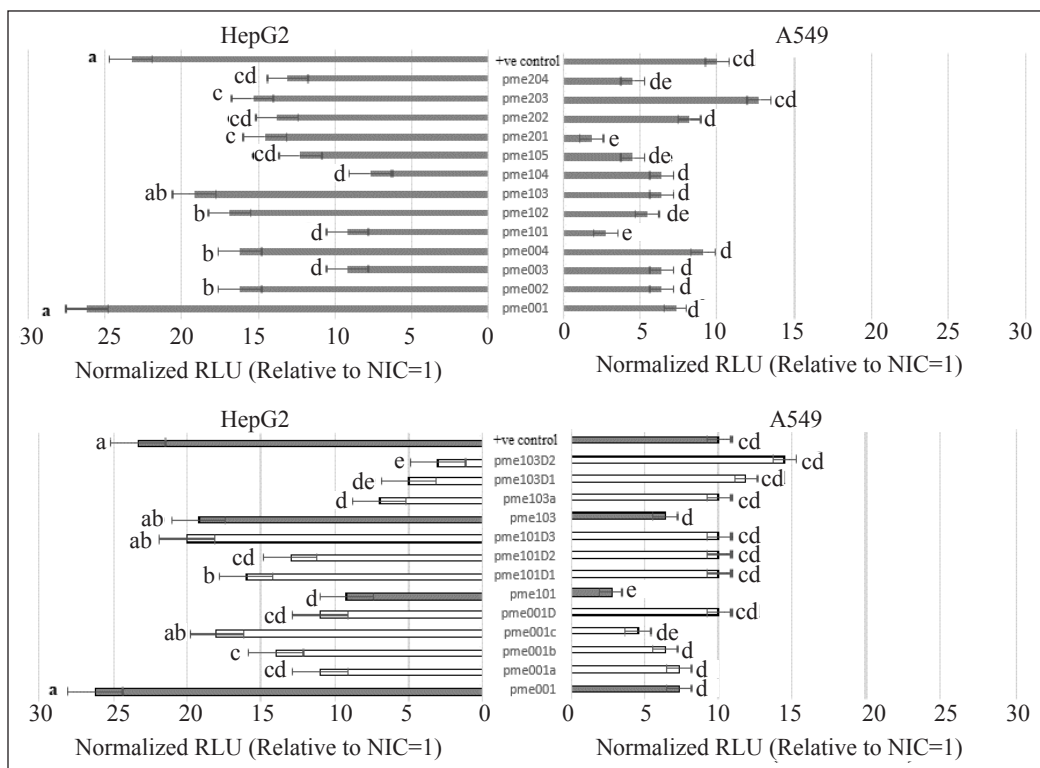 HepG2 A549
a +ve control cd
cd pme204 de
c pme203 cd
cd pme202 d
c pme201 e
cd pme105 de
d pme104 d
ab pme103 d
b pme102 de
d pme101 e
b pme004 d
d pme003 d
b pme002 d
a pme001 d
30 25 20 15 10 5 0 0 5 10 15 20 25 30
Normalized RLU (Relative to NIC=1) Normalized RLU (Relative to NIC=1)
HepG2 A549
a +ve control cd
e pme103D2 cd
de pme103D1 cd
d pme103a cd
ab pme103 d
ab pme101D3 cd
cd pme101D2 cd
b pme101D1 cd
d pme101 e
cd pme001D cd
ab pme001c de
c pme001b d
cd pme001a d
a pme001 d
30 25 20 15 10 5 0 0 5 10 15 20 25 30
Normalized RLU (Relative to NIC=1) Normalized RLU (Relative to NIC=1)